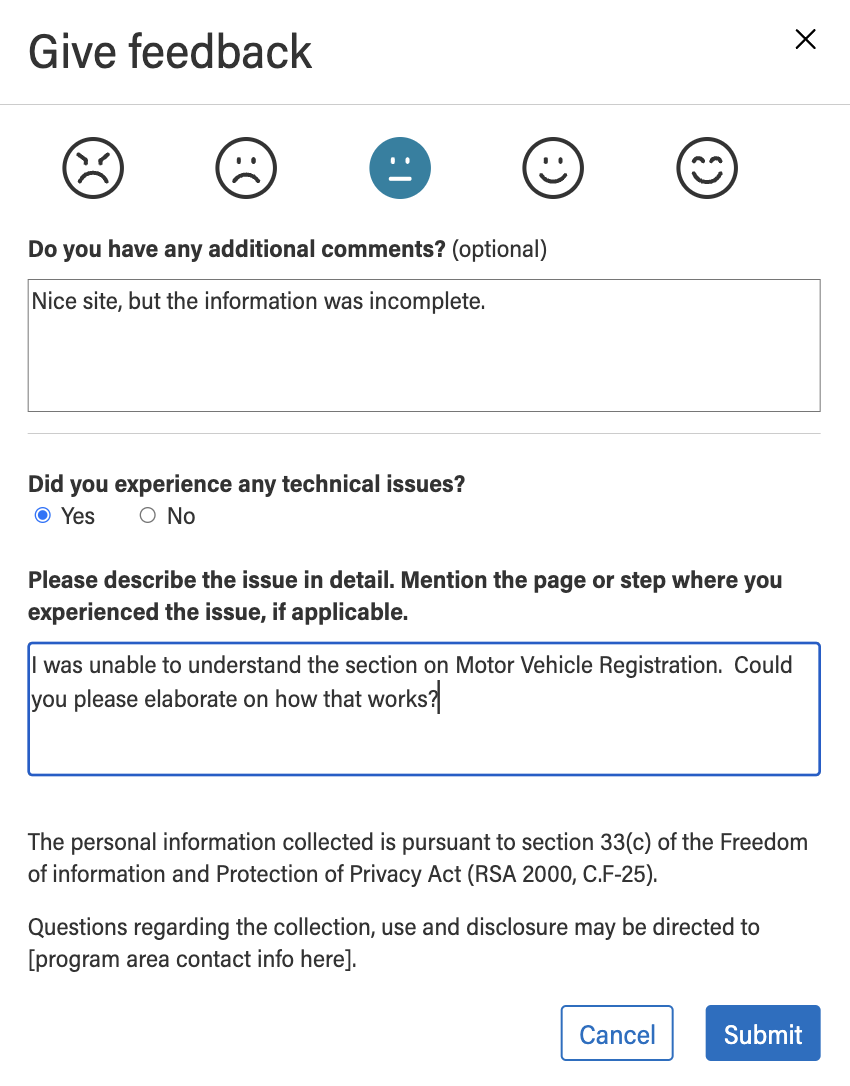 Give feedback
Do you have any additional comments? (optional)
Nice site, but the information was incomplete.
Did you experience any technical issues?
Yes No
Please describe the issue in detail. Mention the page or step where you
experienced the issue, if applicable.
I was unable to understand the section on Motor Vehicle Registration.  Could
you please elaborate on how that works?
The personal information collected is pursuant to section 33(c) of the Freedom
of information and Protection of Privacy Act (RSA 2000, C.F-25).
Questions regarding the collection, use and disclosure may be directed to
[program area contact info here].
Cancel Submit